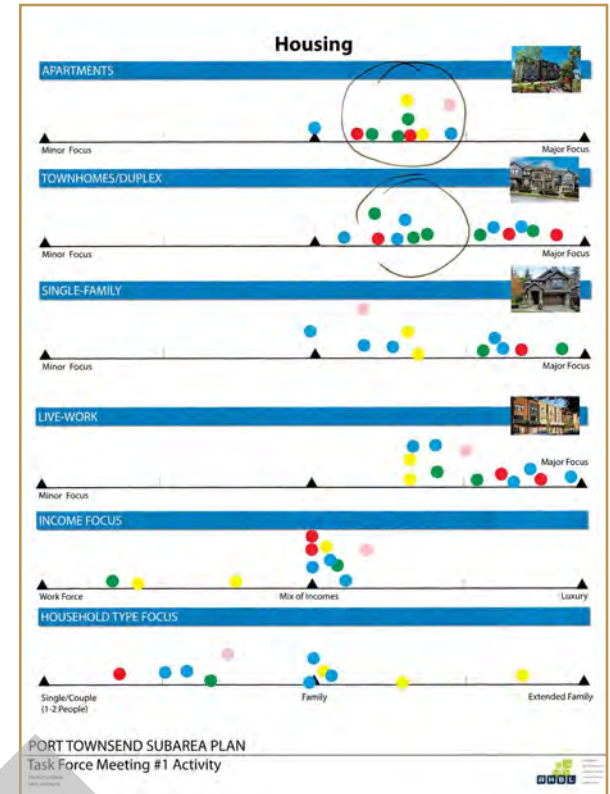 Housing
APARTMENTS
Minor Focus
Major Focus
TOWNHOMES/DUPLEX
Minor Focus
Major Focus
SINGLE-FAMILY
Minor Focus
Major Focus
LIVE-WORK
Minor Focus
Major Focus
INCOME FOCUS
Work Force
Mix of Incomes
Luxury
HOUSEHOLD TYPE FOCUS
Single/Couple
(1-2 People)
Family
Extended Family
PORT TOWNSEND SUBAREA PLAN
Task Force Meeting #1 Activity